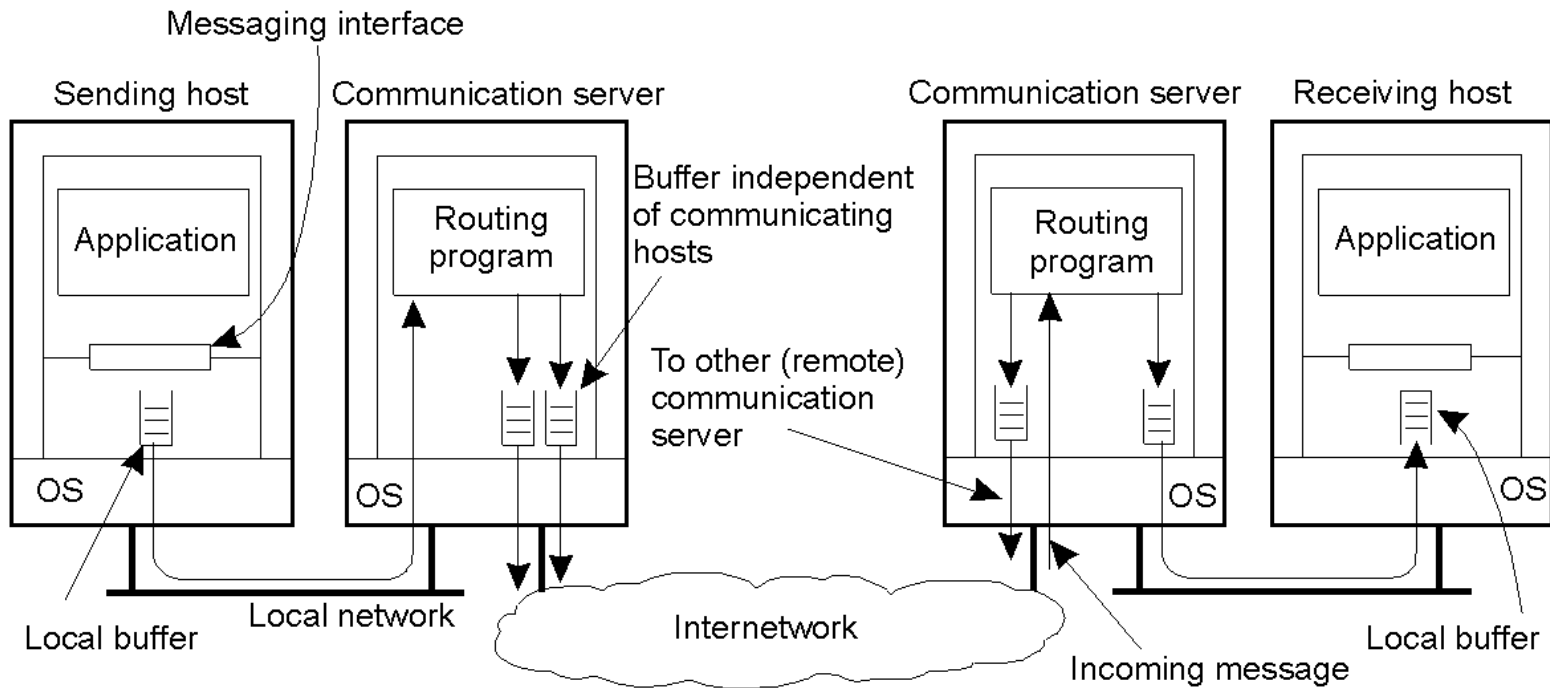 Messaging interface
Sending host
Communication server
Communication server
Receiving host
Application
Routing
program
Buffer independent
of communicating
hosts
Routing
program
Application
To other (remote)
communication
server
OS
OS
OS
OS
Local network
Local buffer
Internetwork
Incoming message
Local buffer